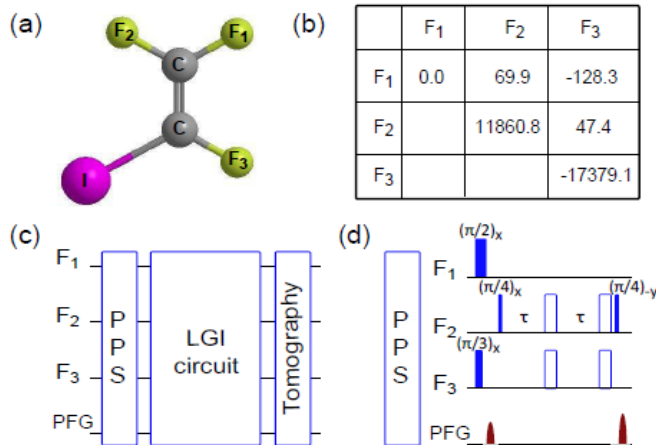 (a)
F2 F1
C
C
I F3
(b)
F1 F2 F3
F1 0.0 69.9 -128.3
F2 11860.8 47.4
F3 -17379.1
(c)
F1
F2
F3
PFG
PPS
LGI
circuit
Tomography
(d)
PPS
(π/2)x
F1
(π/4)x (π/4)-y
F2 τ τ
(π/3)x
F3
PFG